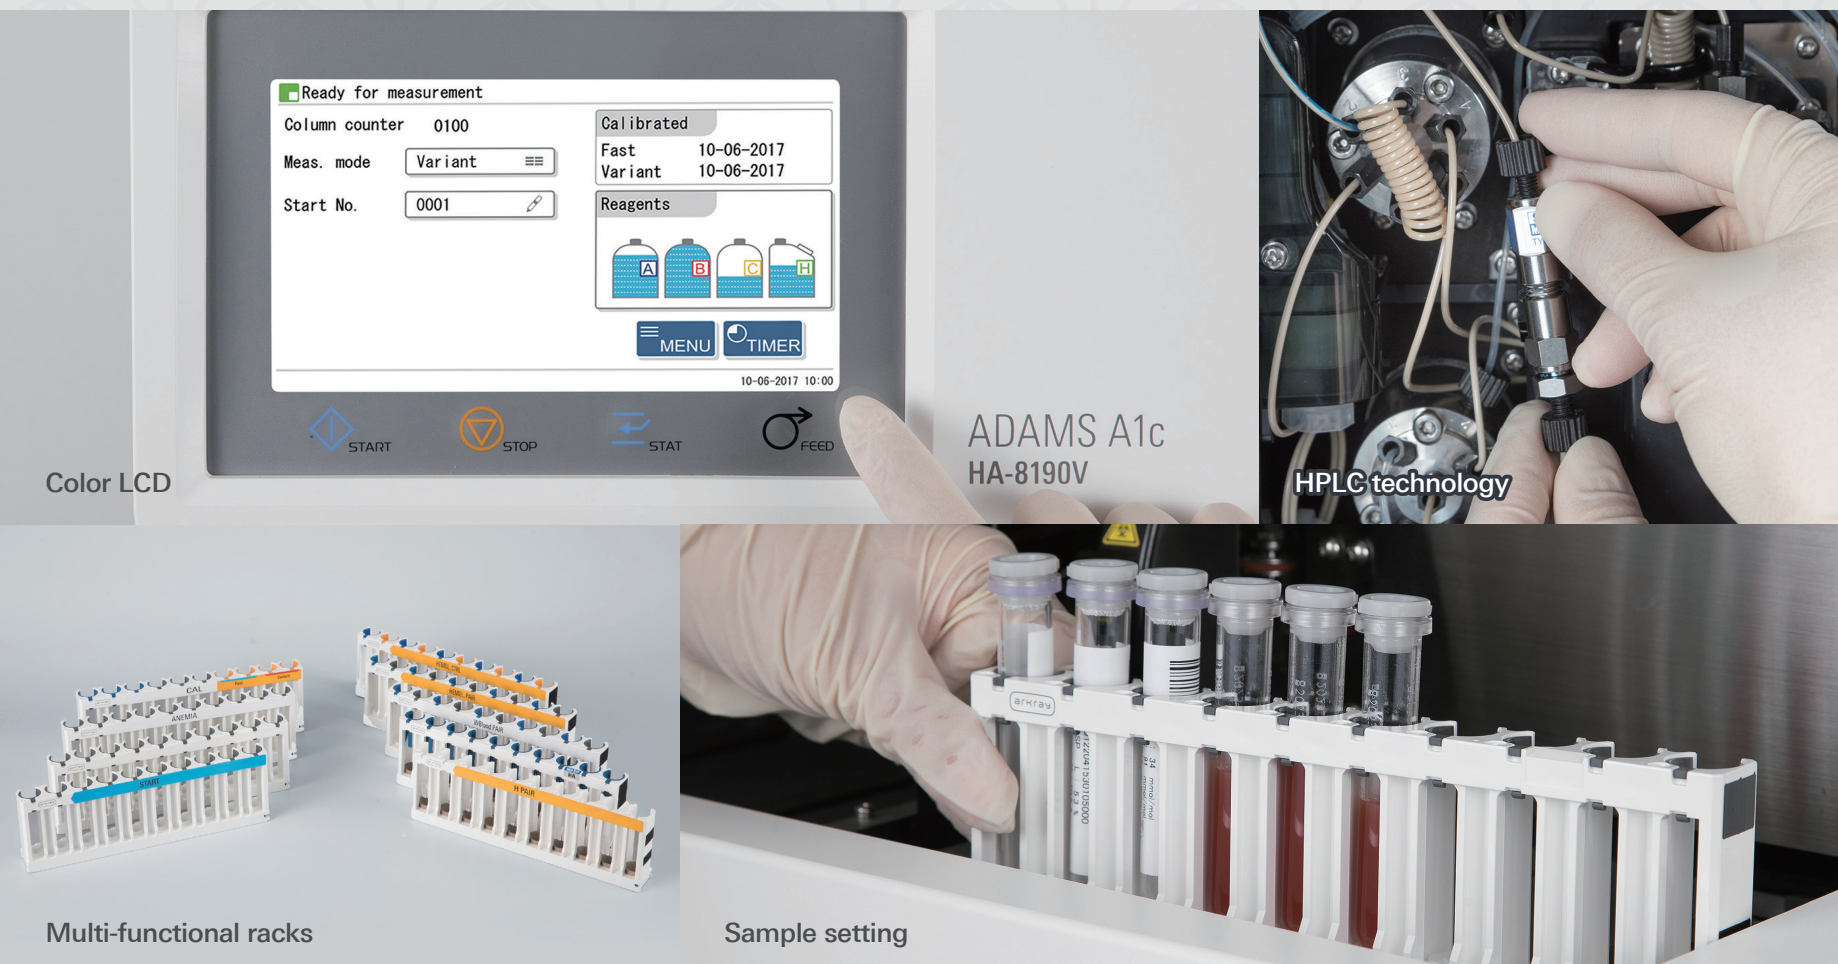 Ready for measurement
Column counter 0100
Meas. mode Variant
Start No. 0001
Calibrated
Fast 10-06-2017
Variant 10-06-2017
Reagents
A B C H
MENU TIMER
10-06-2017 10:00
START STOP STAT FEED
Color LCD
ADAMS A1c
HA-8190V
HPLC technology
CAL
ANEMIA
START
H PAIR
Multi-functional racks
arkray
Sample setting